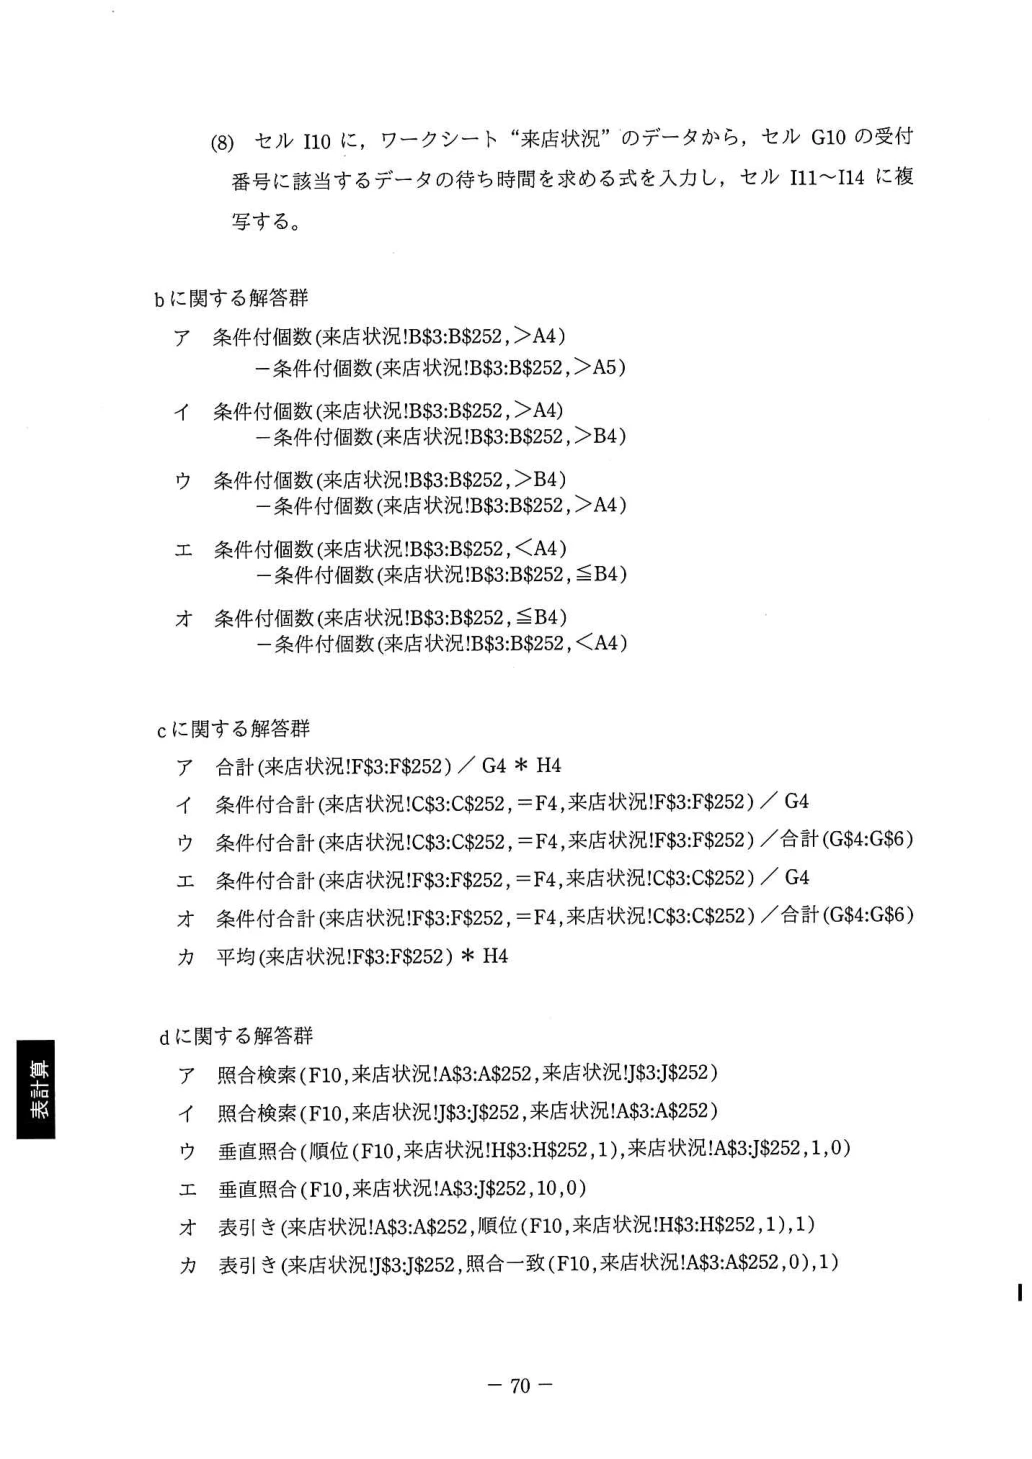 (8) セル I10 に，ワークシート “来店状況” のデータから，セル G10 の受付
番号に該当するデータの待ち時間を求める式を入力し，セル I11～I14 に複
写する。
bに関する解答群
ア 条件付個数(来店状況!B$3:B$252,＞A4)
－条件付個数(来店状況!B$3:B$252,＞A5)
イ 条件付個数(来店状況!B$3:B$252,＞A4)
－条件付個数(来店状況!B$3:B$252,＞B4)
ウ 条件付個数(来店状況!B$3:B$252,＞B4)
－条件付個数(来店状況!B$3:B$252,＞A4)
エ 条件付個数(来店状況!B$3:B$252,＜A4)
－条件付個数(来店状況!B$3:B$252,≦B4)
オ 条件付個数(来店状況!B$3:B$252,≦B4)
－条件付個数(来店状況!B$3:B$252,＜A4)
cに関する解答群
ア 合計(来店状況!F$3:F$252)／G4＊H4
イ 条件付合計(来店状況!C$3:C$252,＝F4,来店状況!F$3:F$252)／G4
ウ 条件付合計(来店状況!C$3:C$252,＝F4,来店状況!F$3:F$252)／合計(G$4:G$6)
エ 条件付合計(来店状況!F$3:F$252,＝F4,来店状況!C$3:C$252)／G4
オ 条件付合計(来店状況!F$3:F$252,＝F4,来店状況!C$3:C$252)／合計(G$4:G$6)
カ 平均(来店状況!F$3:F$252)＊H4
dに関する解答群
ア 照合検索(F10,来店状況!A$3:A$252,来店状況!J$3:J$252)
イ 照合検索(F10,来店状況!J$3:J$252,来店状況!A$3:A$252)
ウ 垂直照合(順位(F10,来店状況!H$3:H$252,1),来店状況!A$3:J$252,1,0)
エ 垂直照合(F10,来店状況!A$3:J$252,10,0)
オ 表引き(来店状況!A$3:A$252,順位(F10,来店状況!H$3:H$252,1),1)
カ 表引き(来店状況!J$3:J$252,照合一致(F10,来店状況!A$3:A$252,0),1)
表計算
－ 70 －